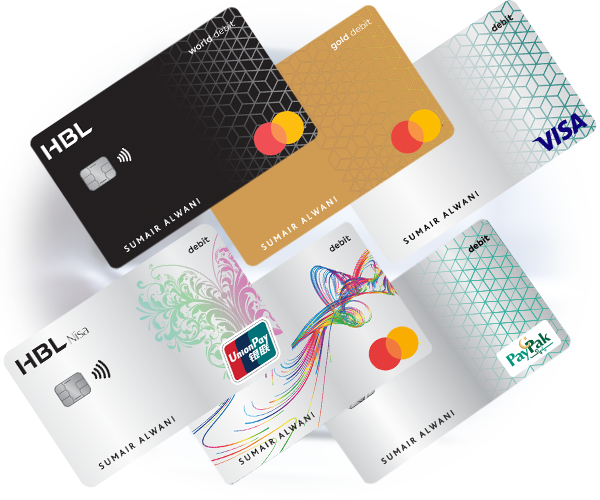 world debit
HBL
SUMAIR ALWANI
gold debit
SUMAIR ALWANI
debit
VISA
SUMAIR ALWANI
debit
HBL Nisa
UnionPay
银联
SUMAIR ALWANI
debit
SUMAIR ALWANI
debit
PayPak
SUMAIR ALWANI